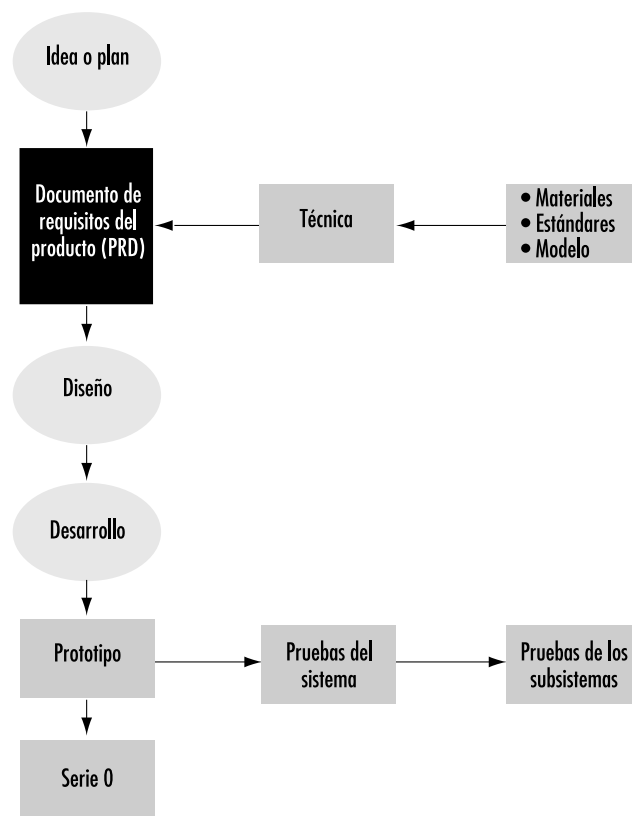 Idea o plan
Documento de
requisitos del
producto (PRD)
Técnica
• Materiales
• Estándares
• Modelo
Diseño
Desarrollo
Prototipo
Pruebas del
sistema
Pruebas de los
subsistemas
Serie 0